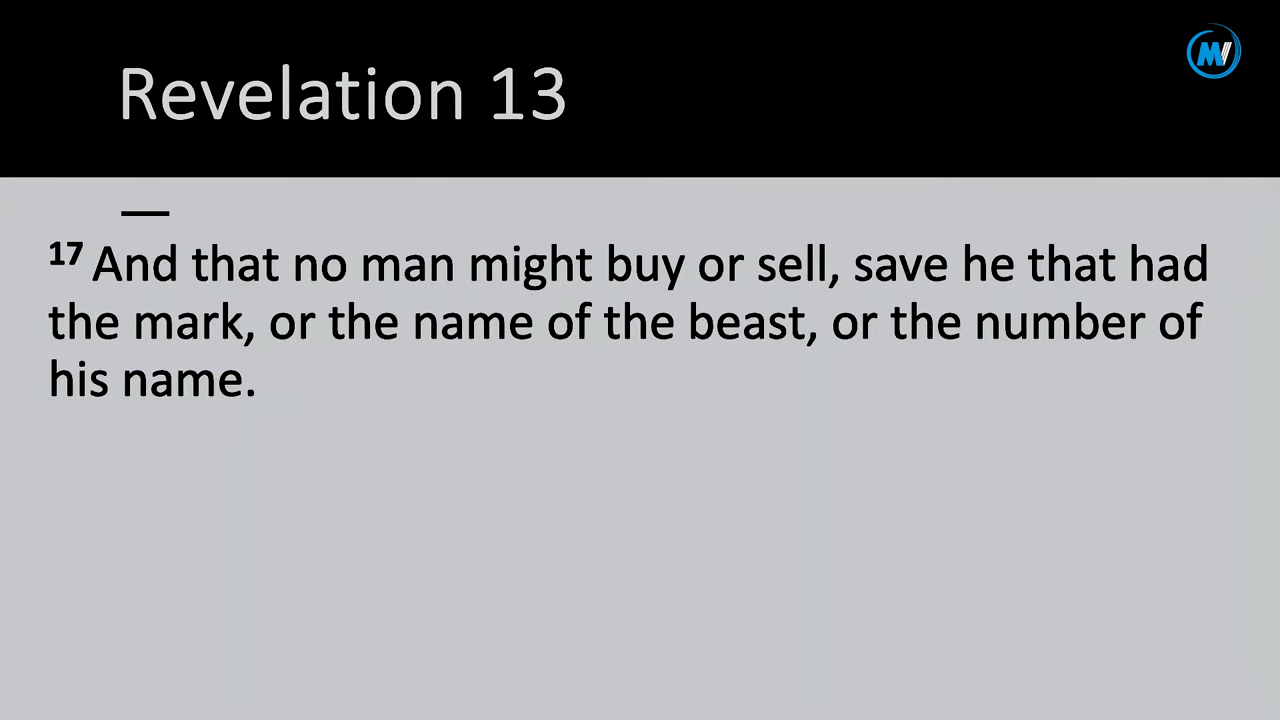 Revelation 13
MV
17 And that no man might buy or sell, save he that had
the mark, or the name of the beast, or the number of
his name.